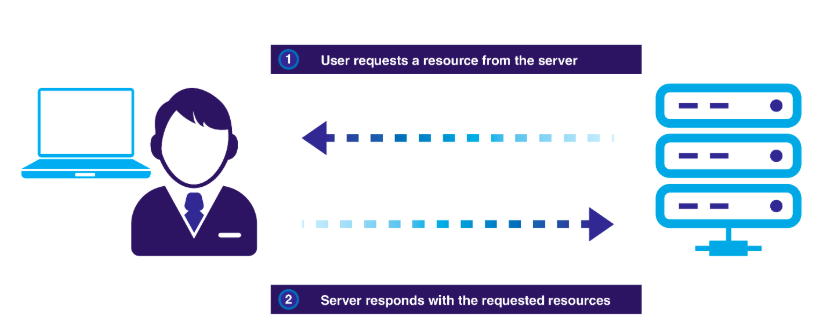 1 User requests a resource from the server
2 Server responds with the requested resources